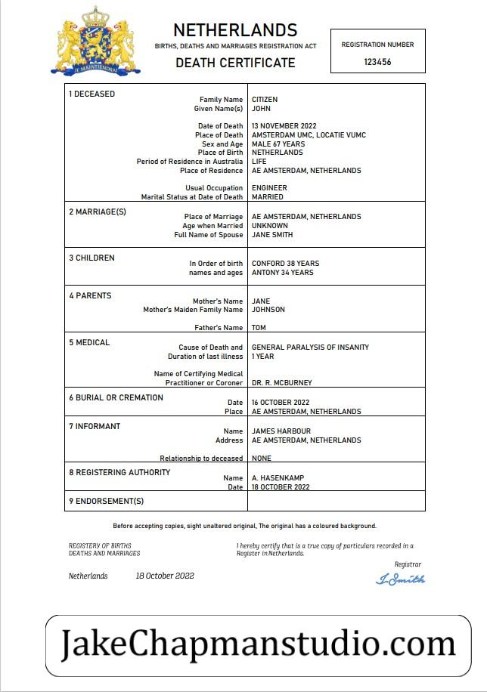 NETHERLANDS
BIRTHS, DEATHS AND MARRIAGES REGISTRATION ACT
DEATH CERTIFICATE
REGISTRATION NUMBER
123456
1 DECEASED
Family Name CITIZEN
Given Name(s) JOHN
Date of Death 13 NOVEMBER 2022
Place of Death AMSTERDAM UMC, LOCATIE VUMC
Sex and Age MALE 67 YEARS
Place of Birth NETHERLANDS
Period of Residence in Australia LIFE
Place of Residence AE AMSTERDAM, NETHERLANDS
Usual Occupation ENGINEER
Marital Status at Date of Death MARRIED
2 MARRIAGE(S)
Place of Marriage AE AMSTERDAM, NETHERLANDS
Age when Married UNKNOWN
Full Name of Spouse JANE SMITH
3 CHILDREN
In Order of birth CONFORD 38 YEARS
names and ages ANTONY 34 YEARS
4 PARENTS
Mother's Name JANE
Mother's Maiden Family Name JOHNSON
Father's Name TOM
5 MEDICAL
Cause of Death and GENERAL PARALYSIS OF INSANITY
Duration of last illness 1 YEAR
Name of Certifying Medical
Practitioner or Coroner DR. R. MCBURNEY
6 BURIAL OR CREMATION
Date 16 OCTOBER 2022
Place AE AMSTERDAM, NETHERLANDS
7 INFORMANT
Name JAMES HARBOUR
Address AE AMSTERDAM, NETHERLANDS
Relationship to deceased NONE
8 REGISTERING AUTHORITY
Name A. HASENKAMP
Date 18 OCTOBER 2022
9 ENDORSEMENT(S)
Before accepting copies, sight unaltered original, The original has a coloured background.
REGISTERY OF BIRTHS
DEATHS AND MARRIAGES
I hereby certify that is a true copy of particulars recorded in a
Register in Netherlands.
Registrar
Netherlands 18 October 2022
J.Smith
JakeChapmanstudio.com